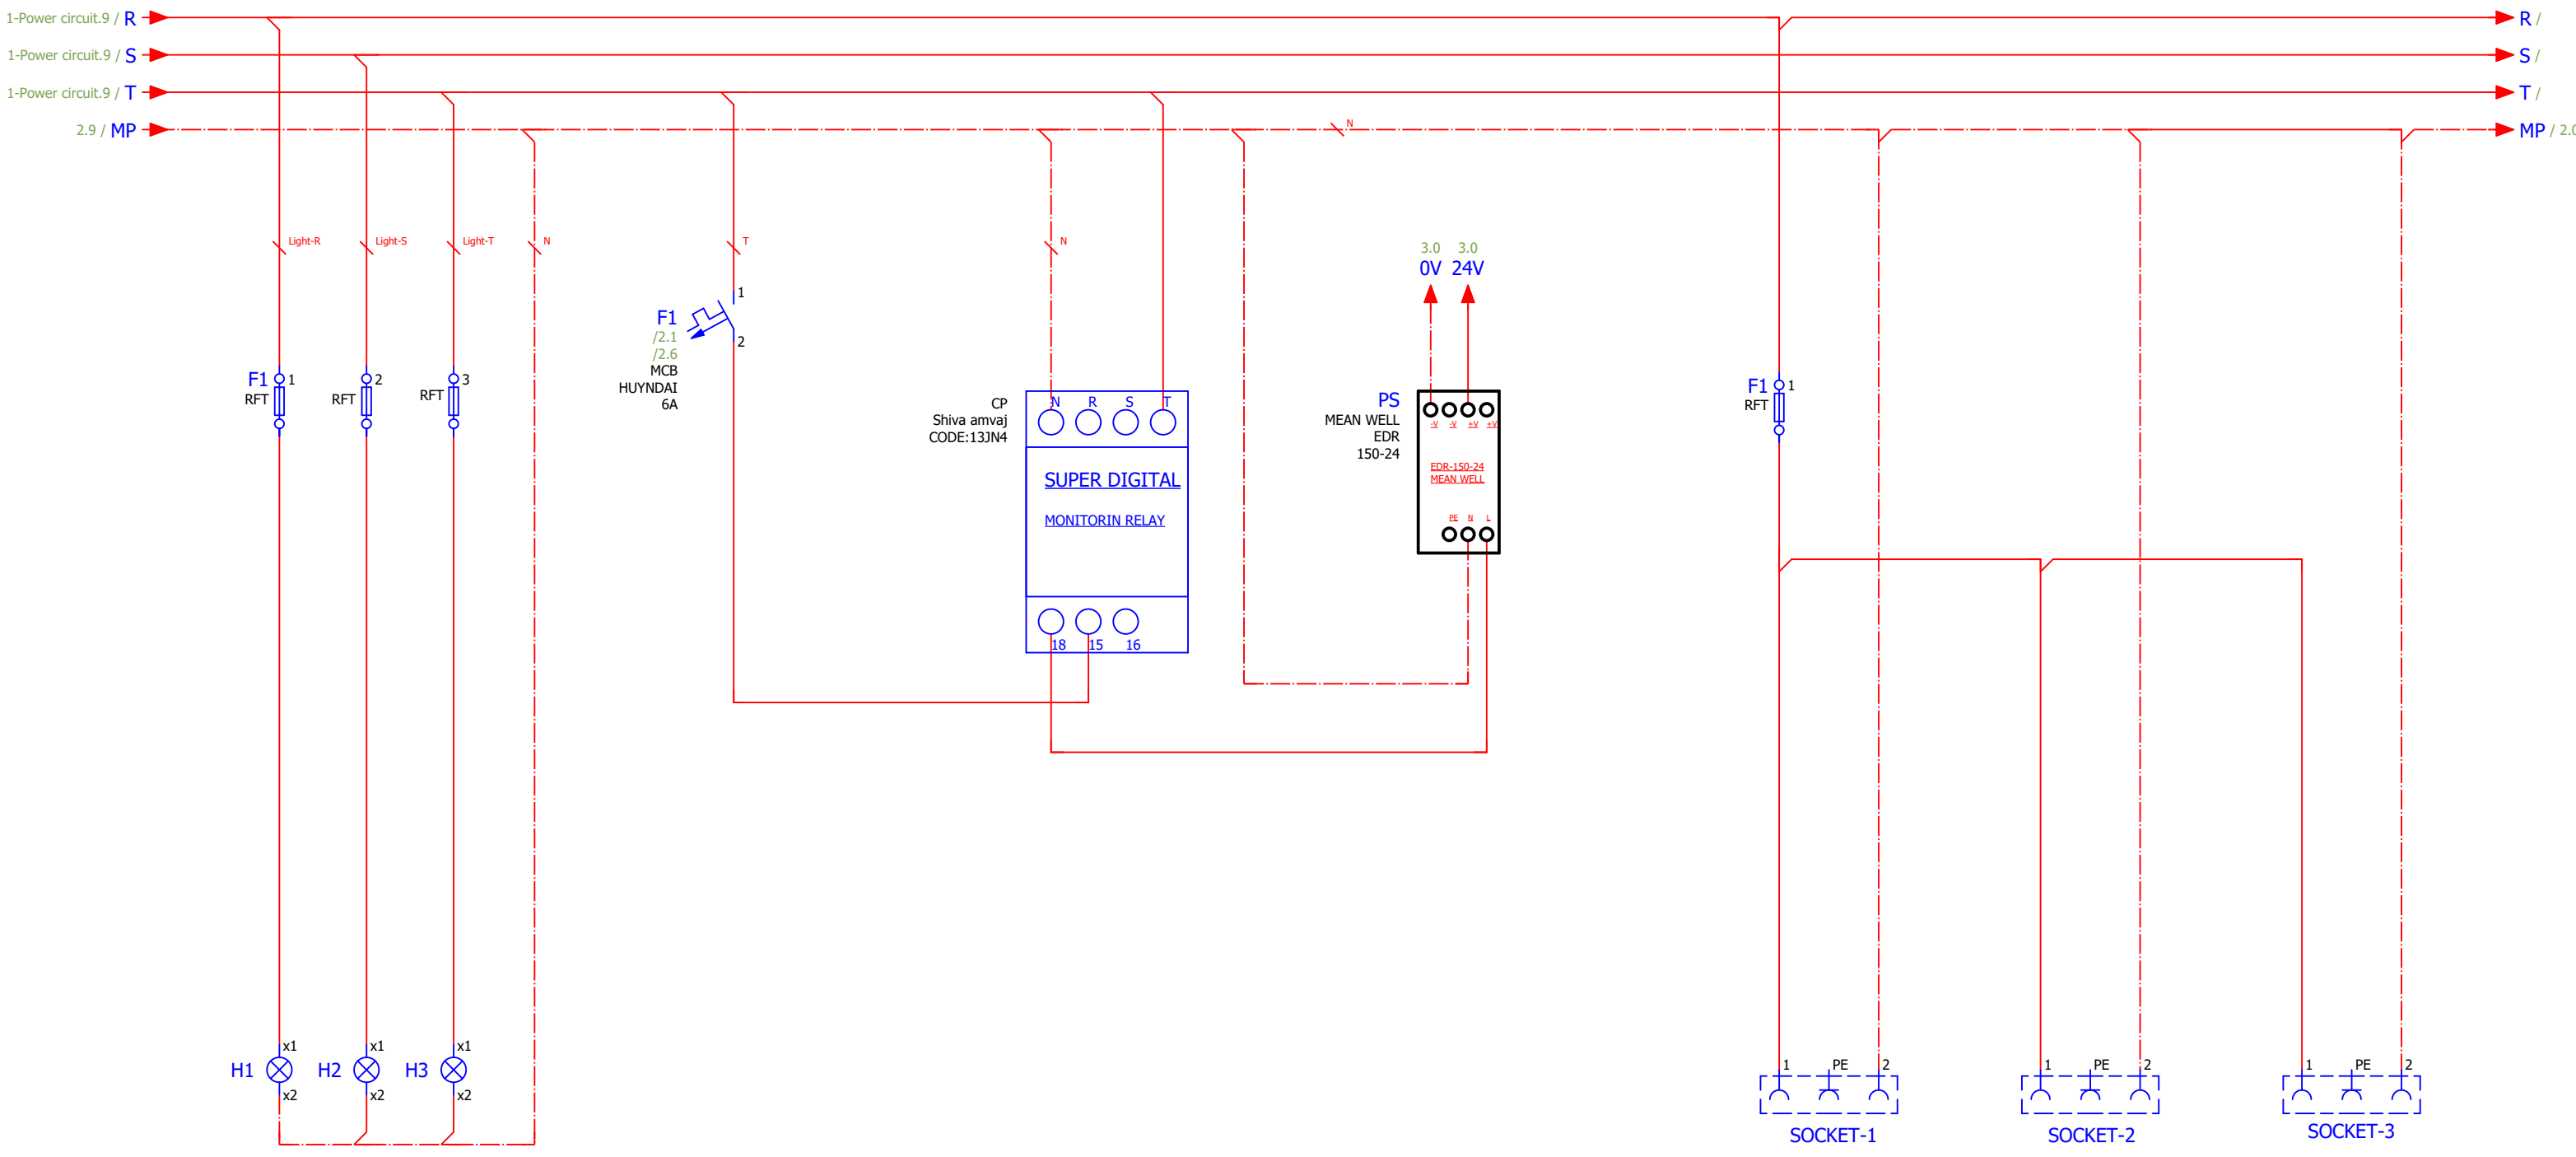 1-Power circuit.9 / R
R /
1-Power circuit.9 / S
S /
1-Power circuit.9 / T
T /
2.9 / MP
N
MP / 2.0
Light-R
Light-S
Light-T
N
T
N
3.0 3.0
0V 24V
F1
/2.1
/2.6
MCB
HUYNDAI
6A
1
2
F1
RFT
1
RFT
2
RFT
3
CP
Shiva amvaj
CODE:13JN4
N R S T
SUPER DIGITAL
MONITORIN RELAY
18 15 16
PS
MEAN WELL
EDR
150-24
-V -V +V +V
EDR-150-24
MEAN WELL
PE N L
F1
RFT
1
H1
x1
x2
H2
x1
x2
H3
x1
x2
1 PE 2
SOCKET-1
1 PE 2
SOCKET-2
1 PE 2
SOCKET-3